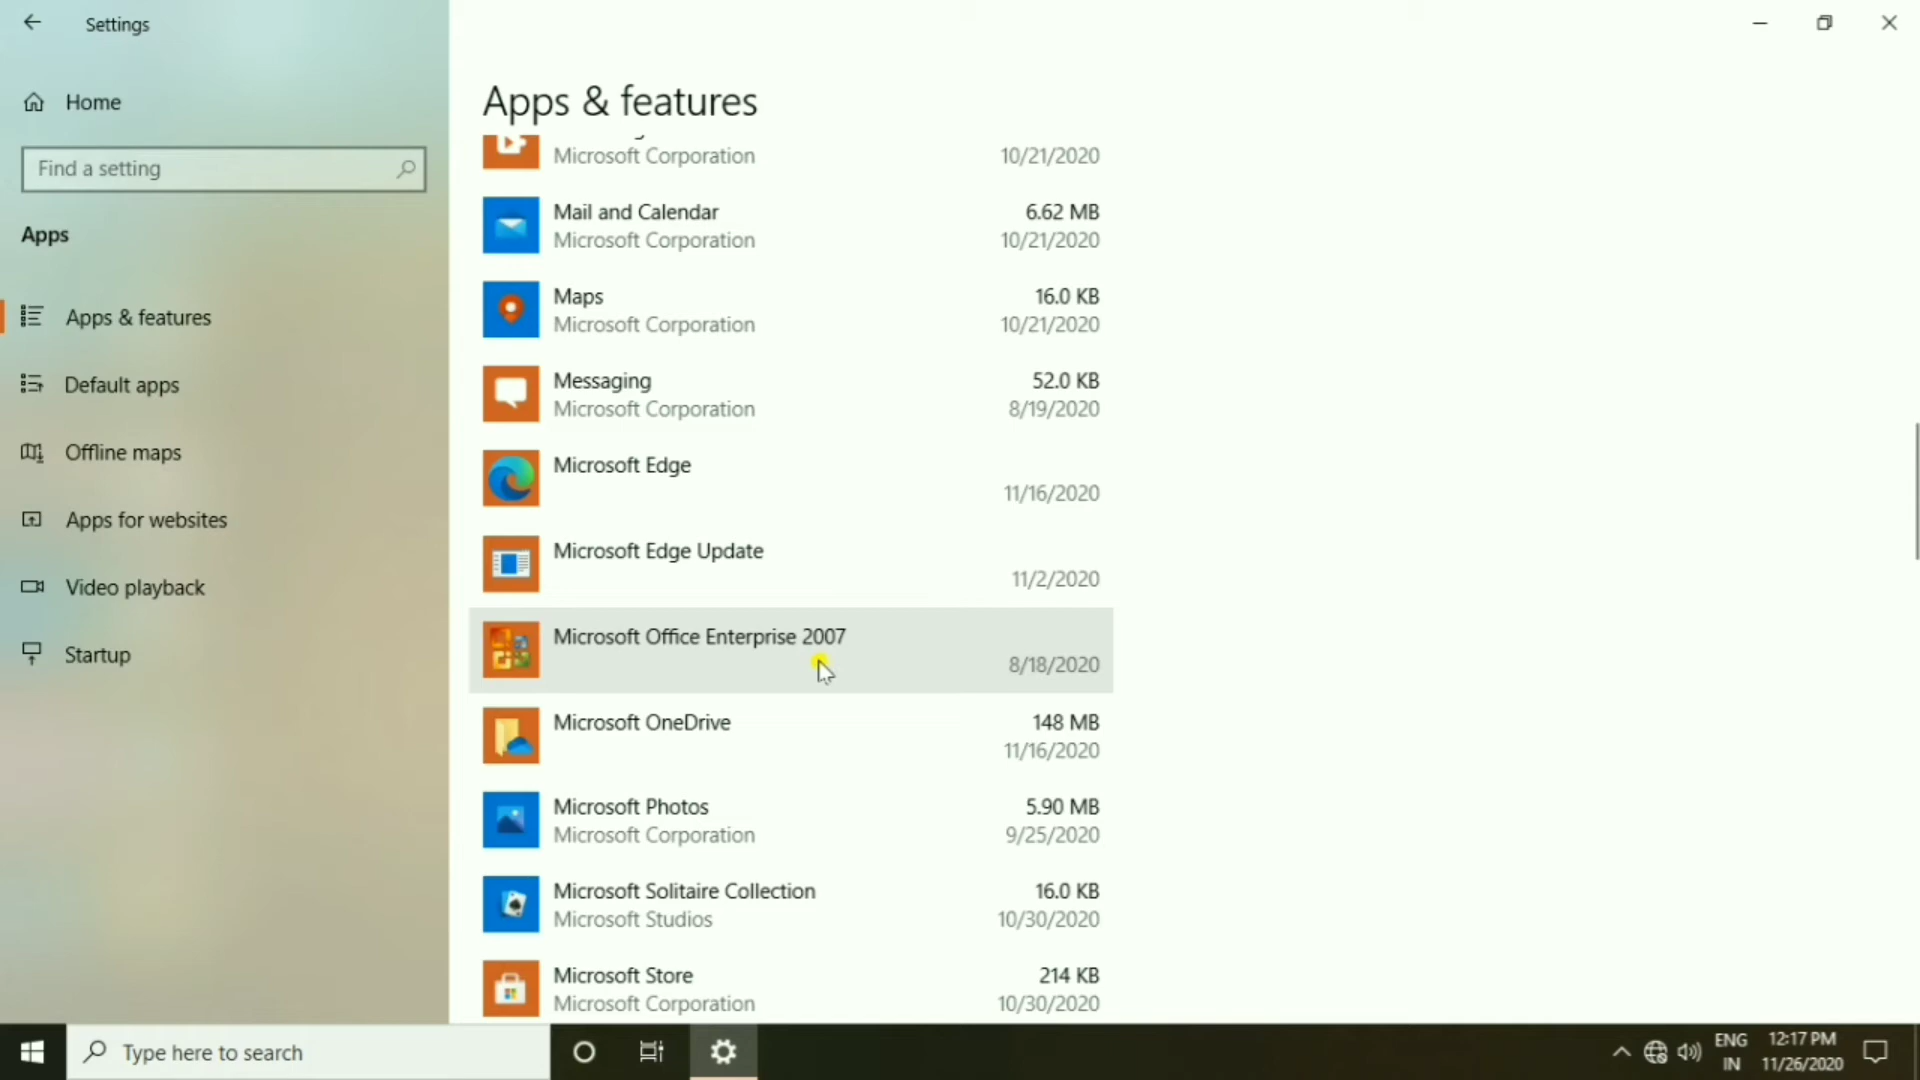 Settings
Home
Find a setting
Apps
Apps & features
Default apps
Offline maps
Apps for websites
Video playback
Startup
Apps & features
Microsoft Corporation 10/21/2020
Mail and Calendar 6.62 MB
Microsoft Corporation 10/21/2020
Maps 16.0 KB
Microsoft Corporation 10/21/2020
Messaging 52.0 KB
Microsoft Corporation 8/19/2020
Microsoft Edge
11/16/2020
Microsoft Edge Update
11/2/2020
Microsoft Office Enterprise 2007
8/18/2020
Microsoft OneDrive 148 MB
11/16/2020
Microsoft Photos 5.90 MB
Microsoft Corporation 9/25/2020
Microsoft Solitaire Collection 16.0 KB
Microsoft Studios 10/30/2020
Microsoft Store 214 KB
Microsoft Corporation 10/30/2020
Type here to search
ENG 12:17 PM
IN 11/26/2020